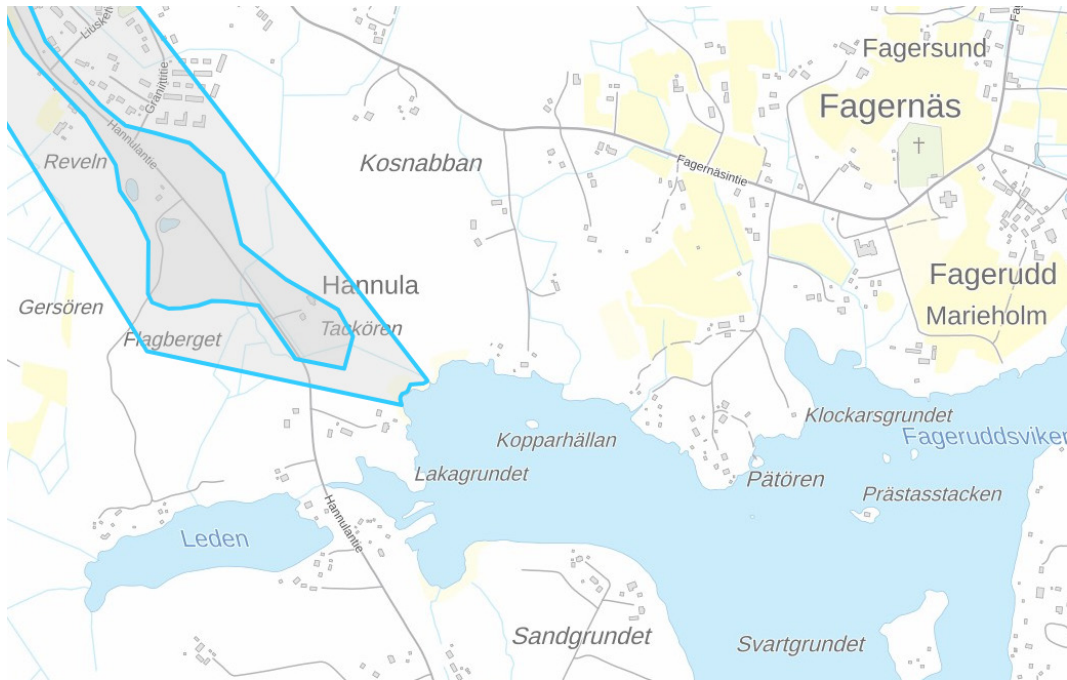 Granittitie
Fagersund
Fagernäs
Hannulantie
Reveln
Kosnabban
Fagernäsintie
Fagerudd
Hannula
Gersören
Marieholm
Tackören
Flagberget
Klockarsgrundet
Kopparhällan
Fageruddsviken
Lakagrundet
Pätören
Prästasstacken
Hannulantie
Leden
Sandgrundet
Svartgrundet